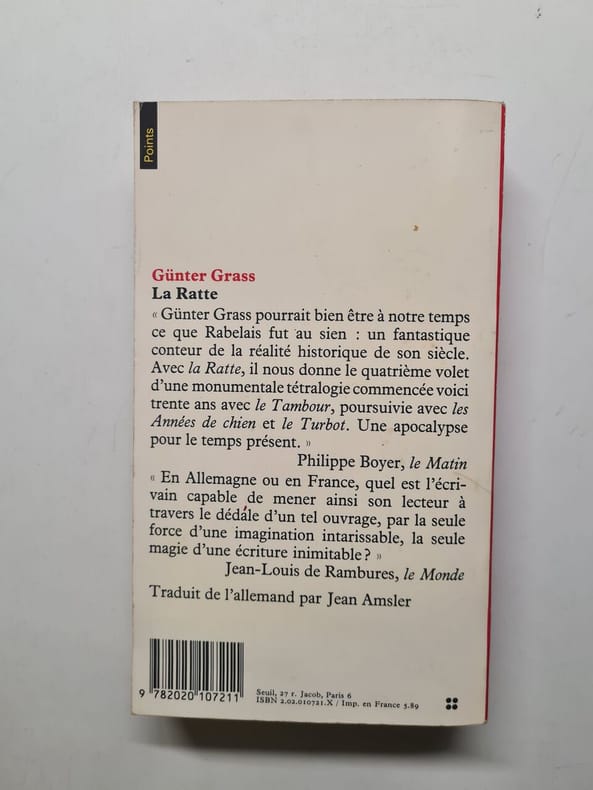 Points
Günter Grass
La Ratte
« Günter Grass pourrait bien être à notre temps
ce que Rabelais fut au sien : un fantastique
conteur de la réalité historique de son siècle.
Avec la Ratte, il nous donne le quatrième volet
d'une monumentale tétralogie commencée voici
trente ans avec le Tambour, poursuivie avec les
Années de chien et le Turbot. Une apocalypse
pour le temps présent. »
Philippe Boyer, le Matin
« En Allemagne ou en France, quel est l'écri-
vain capable de mener ainsi son lecteur à
travers le dédale d'un tel ouvrage, par la seule
force d'une imagination intarissable, la seule
magie d'une écriture inimitable ? »
Jean-Louis de Rambures, le Monde
Traduit de l'allemand par Jean Amsler
9 782020 107211
Seuil, 27 r. Jacob, Paris 6
ISBN 2.02.010721.X / Imp. en France 5.89